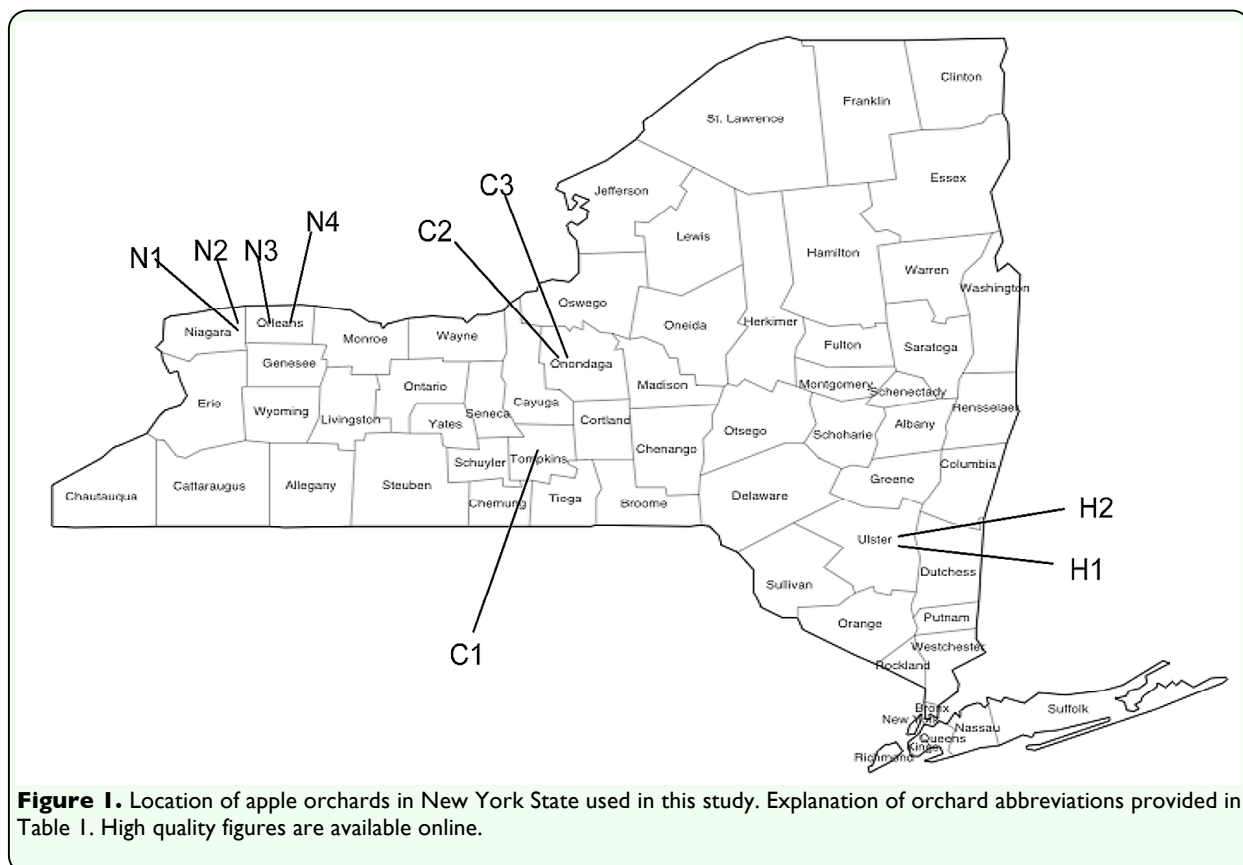 Clinton
Franklin
St. Lawrence
Essex
Jefferson
C3
Lewis
N4
C2
Hamilton
N3
N2
N1
Warren
Washington
Oswego
Orleans
Niagara
Oneida
Herkimer
Monroe
Wayne
Fulton
Saratoga
Genesee
Onondaga
Madison
Montgomery
Ontario
Schenectady
Erie
Cayuga
Rensselaer
Wyoming
Livingston
Seneca
Cortland
Yates
Albany
Otsego
Schoharie
Chenango
Schuyler
Tompkins
Columbia
Greene
Cattaraugus
Allegany
Steuben
Chautauqua
Delaware
Chemung
Tioga
Broome
H2
Ulster
H1
Dutchess
Sullivan
Putnam
Orange
Westchester
C1
Rockland
Bronx
Suffolk
New York
Nassau
Queens
Kings
Richmond
Figure 1. Location of apple orchards in New York State used in this study. Explanation of orchard abbreviations provided in
Table 1. High quality figures are available online.